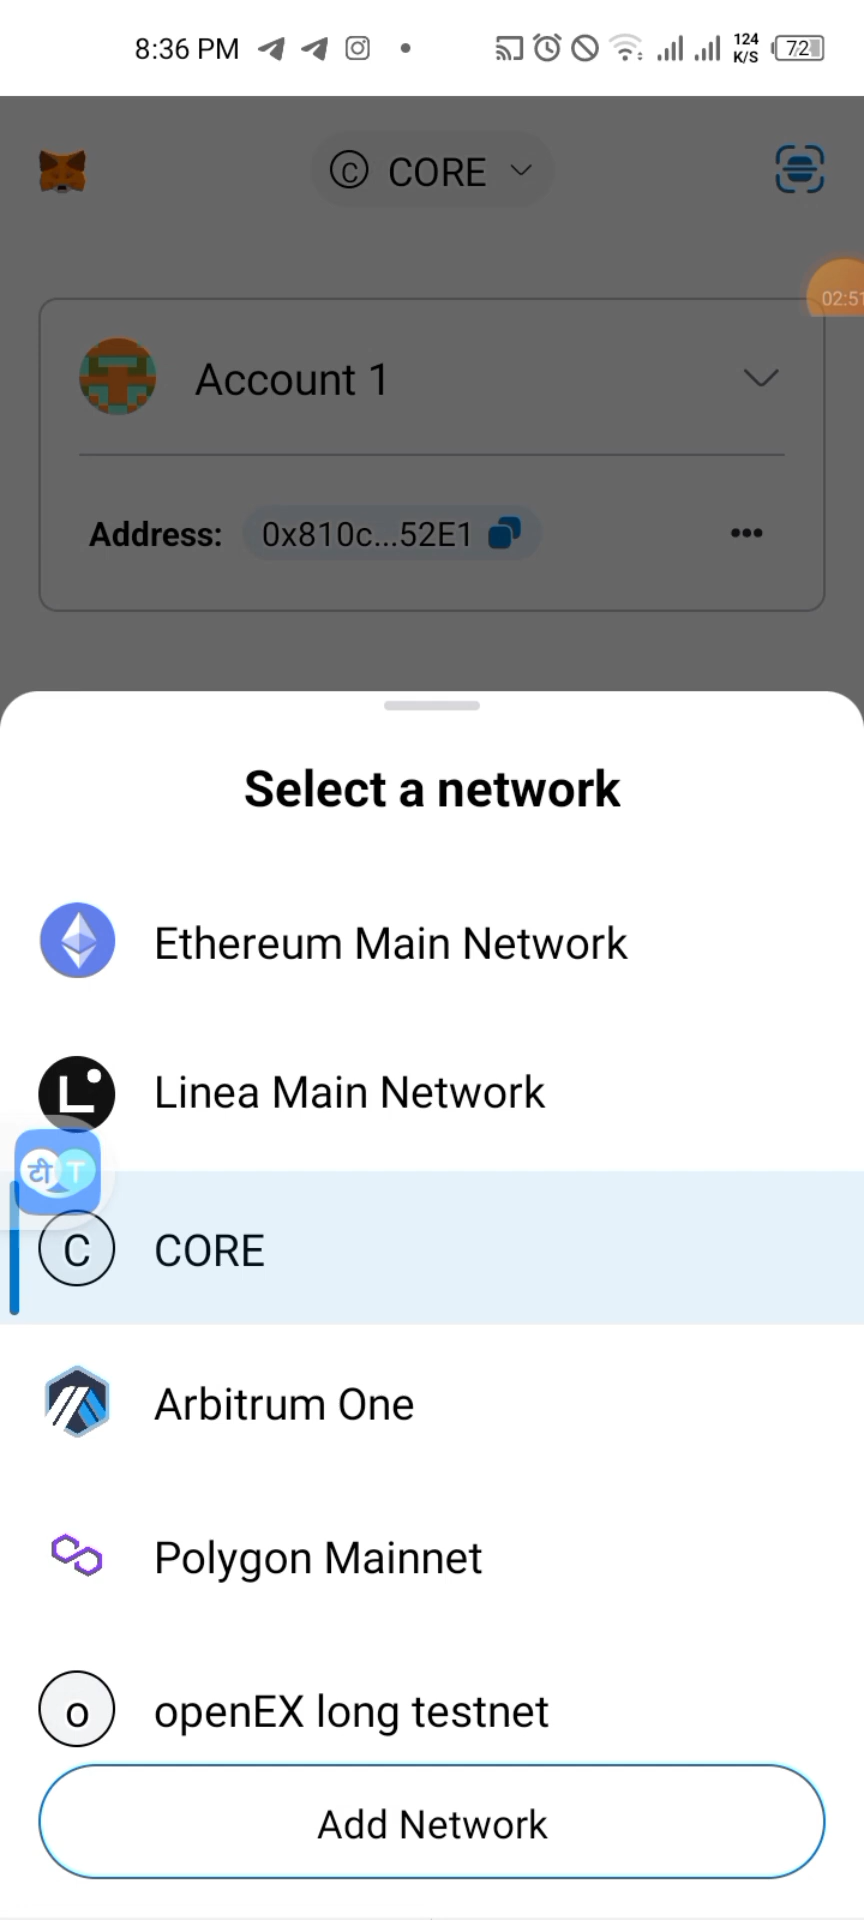 8:36 PM
124
K/S
72
C CORE
02:51
Account 1
Address: 0x810c...52E1
Select a network
Ethereum Main Network
L Linea Main Network
टी T
C CORE
Arbitrum One
Polygon Mainnet
o openEX long testnet
Add Network